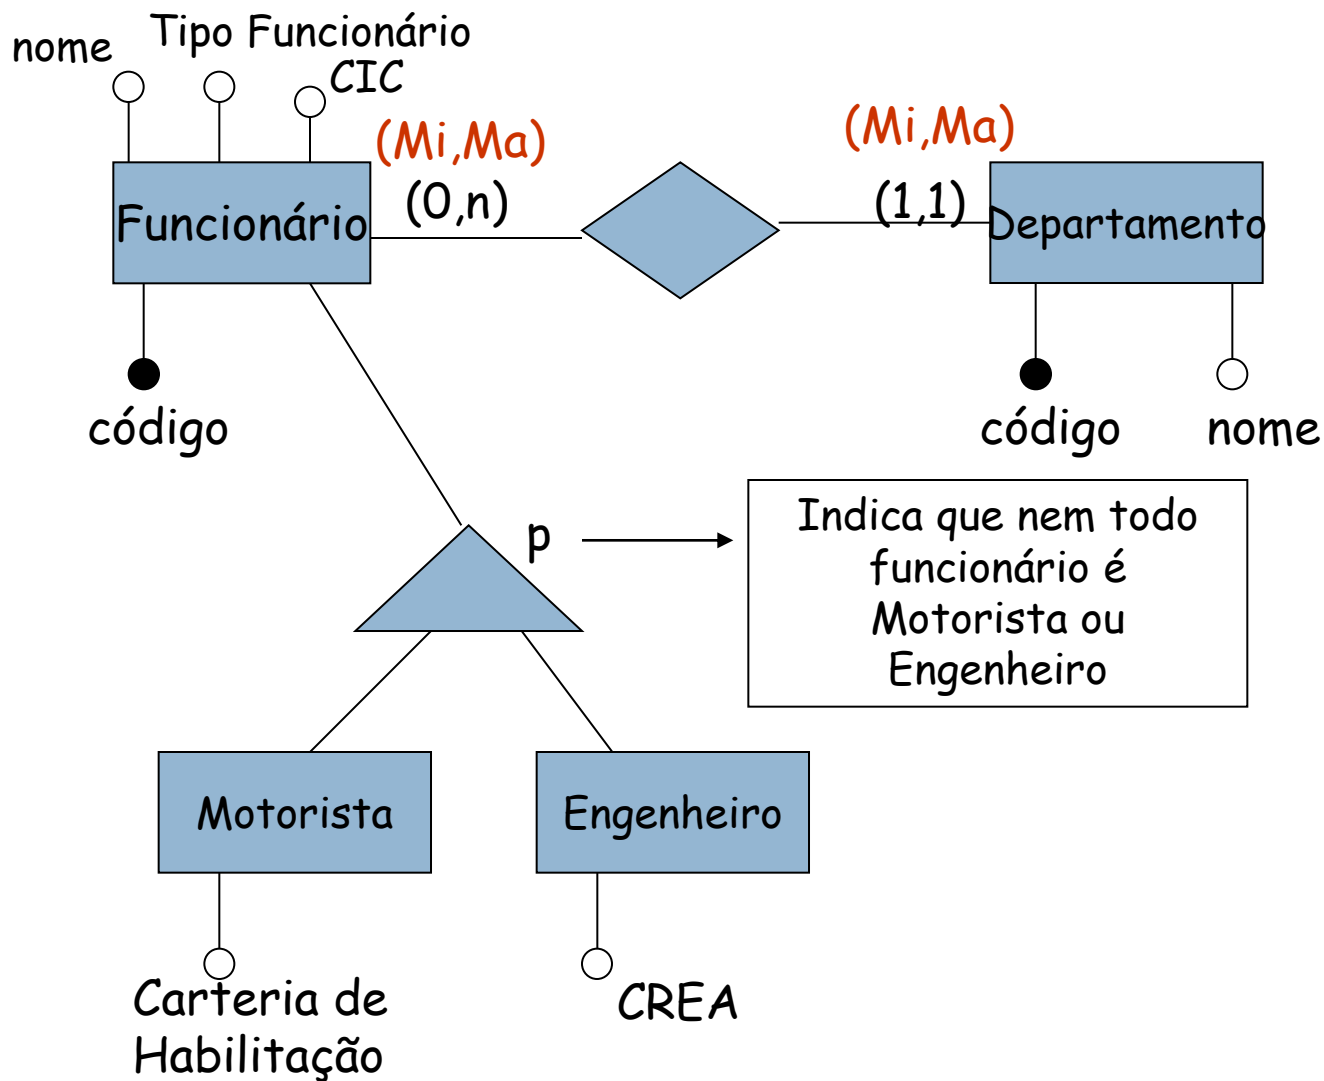 nome
Tipo Funcionário
CIC
(Mi,Ma)
(Mi,Ma)
(0,n)
(1,1)
Funcionário
Departamento
código
código
nome
p
Indica que nem todo
funcionário é
Motorista ou
Engenheiro
Motorista
Engenheiro
Carteria de
Habilitação
CREA